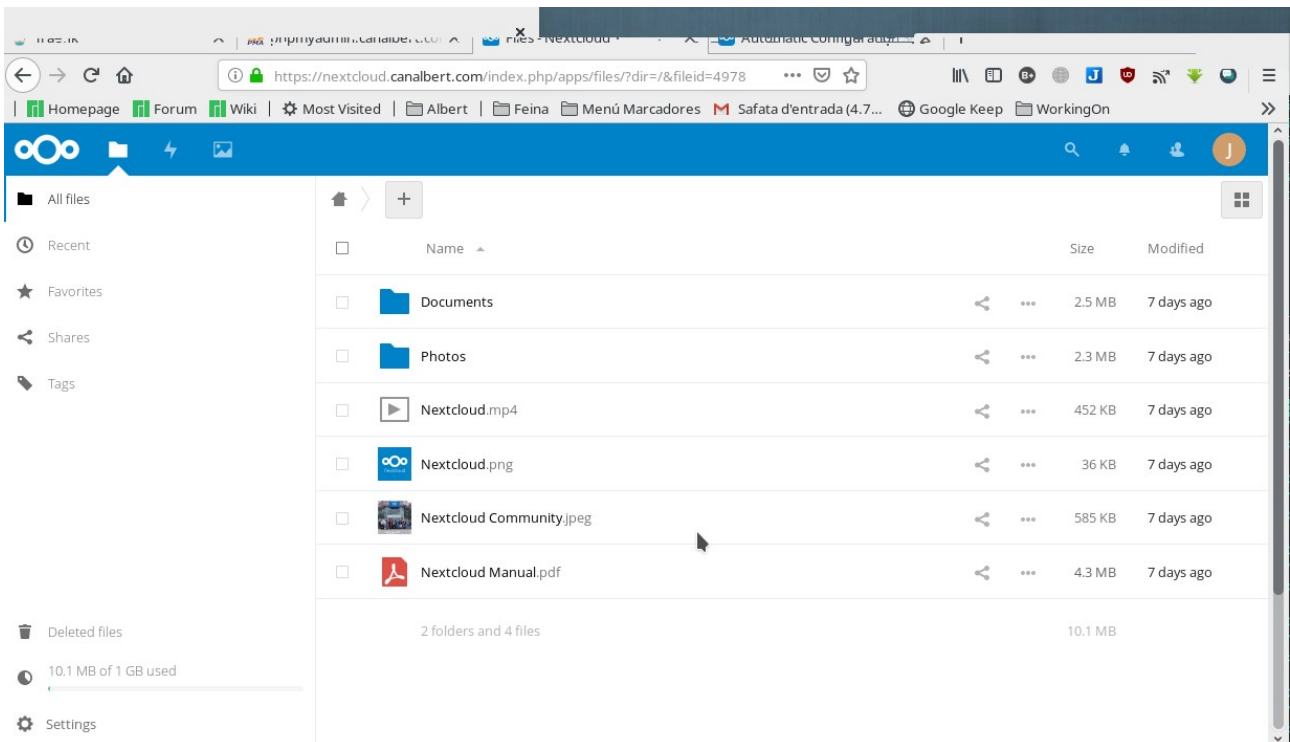 Files - Nextcloud
https://nextcloud.canalbert.com/index.php/apps/files/?dir=/&fileid=4978
Homepage Forum Wiki Most Visited Albert Feina Menú Marcadores Safata d'entrada (4.7... Google Keep WorkingOn
J
All files
Recent
Favorites
Shares
Tags
Name Size Modified
Documents 2.5 MB 7 days ago
Photos 2.3 MB 7 days ago
Nextcloud.mp4 452 KB 7 days ago
Nextcloud.png 36 KB 7 days ago
Nextcloud Community.jpeg 585 KB 7 days ago
Nextcloud Manual.pdf 4.3 MB 7 days ago
2 folders and 4 files 10.1 MB
Deleted files
10.1 MB of 1 GB used
Settings